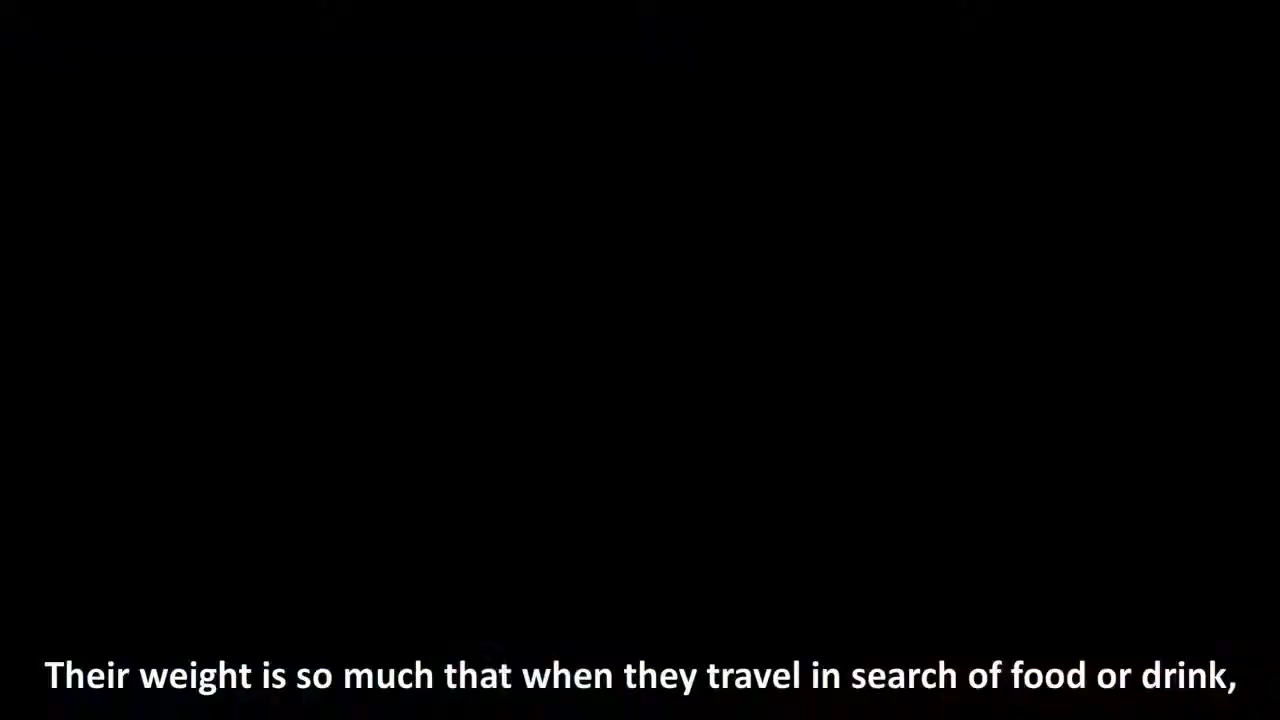 Their weight is so much that when they travel in search of food or drink,